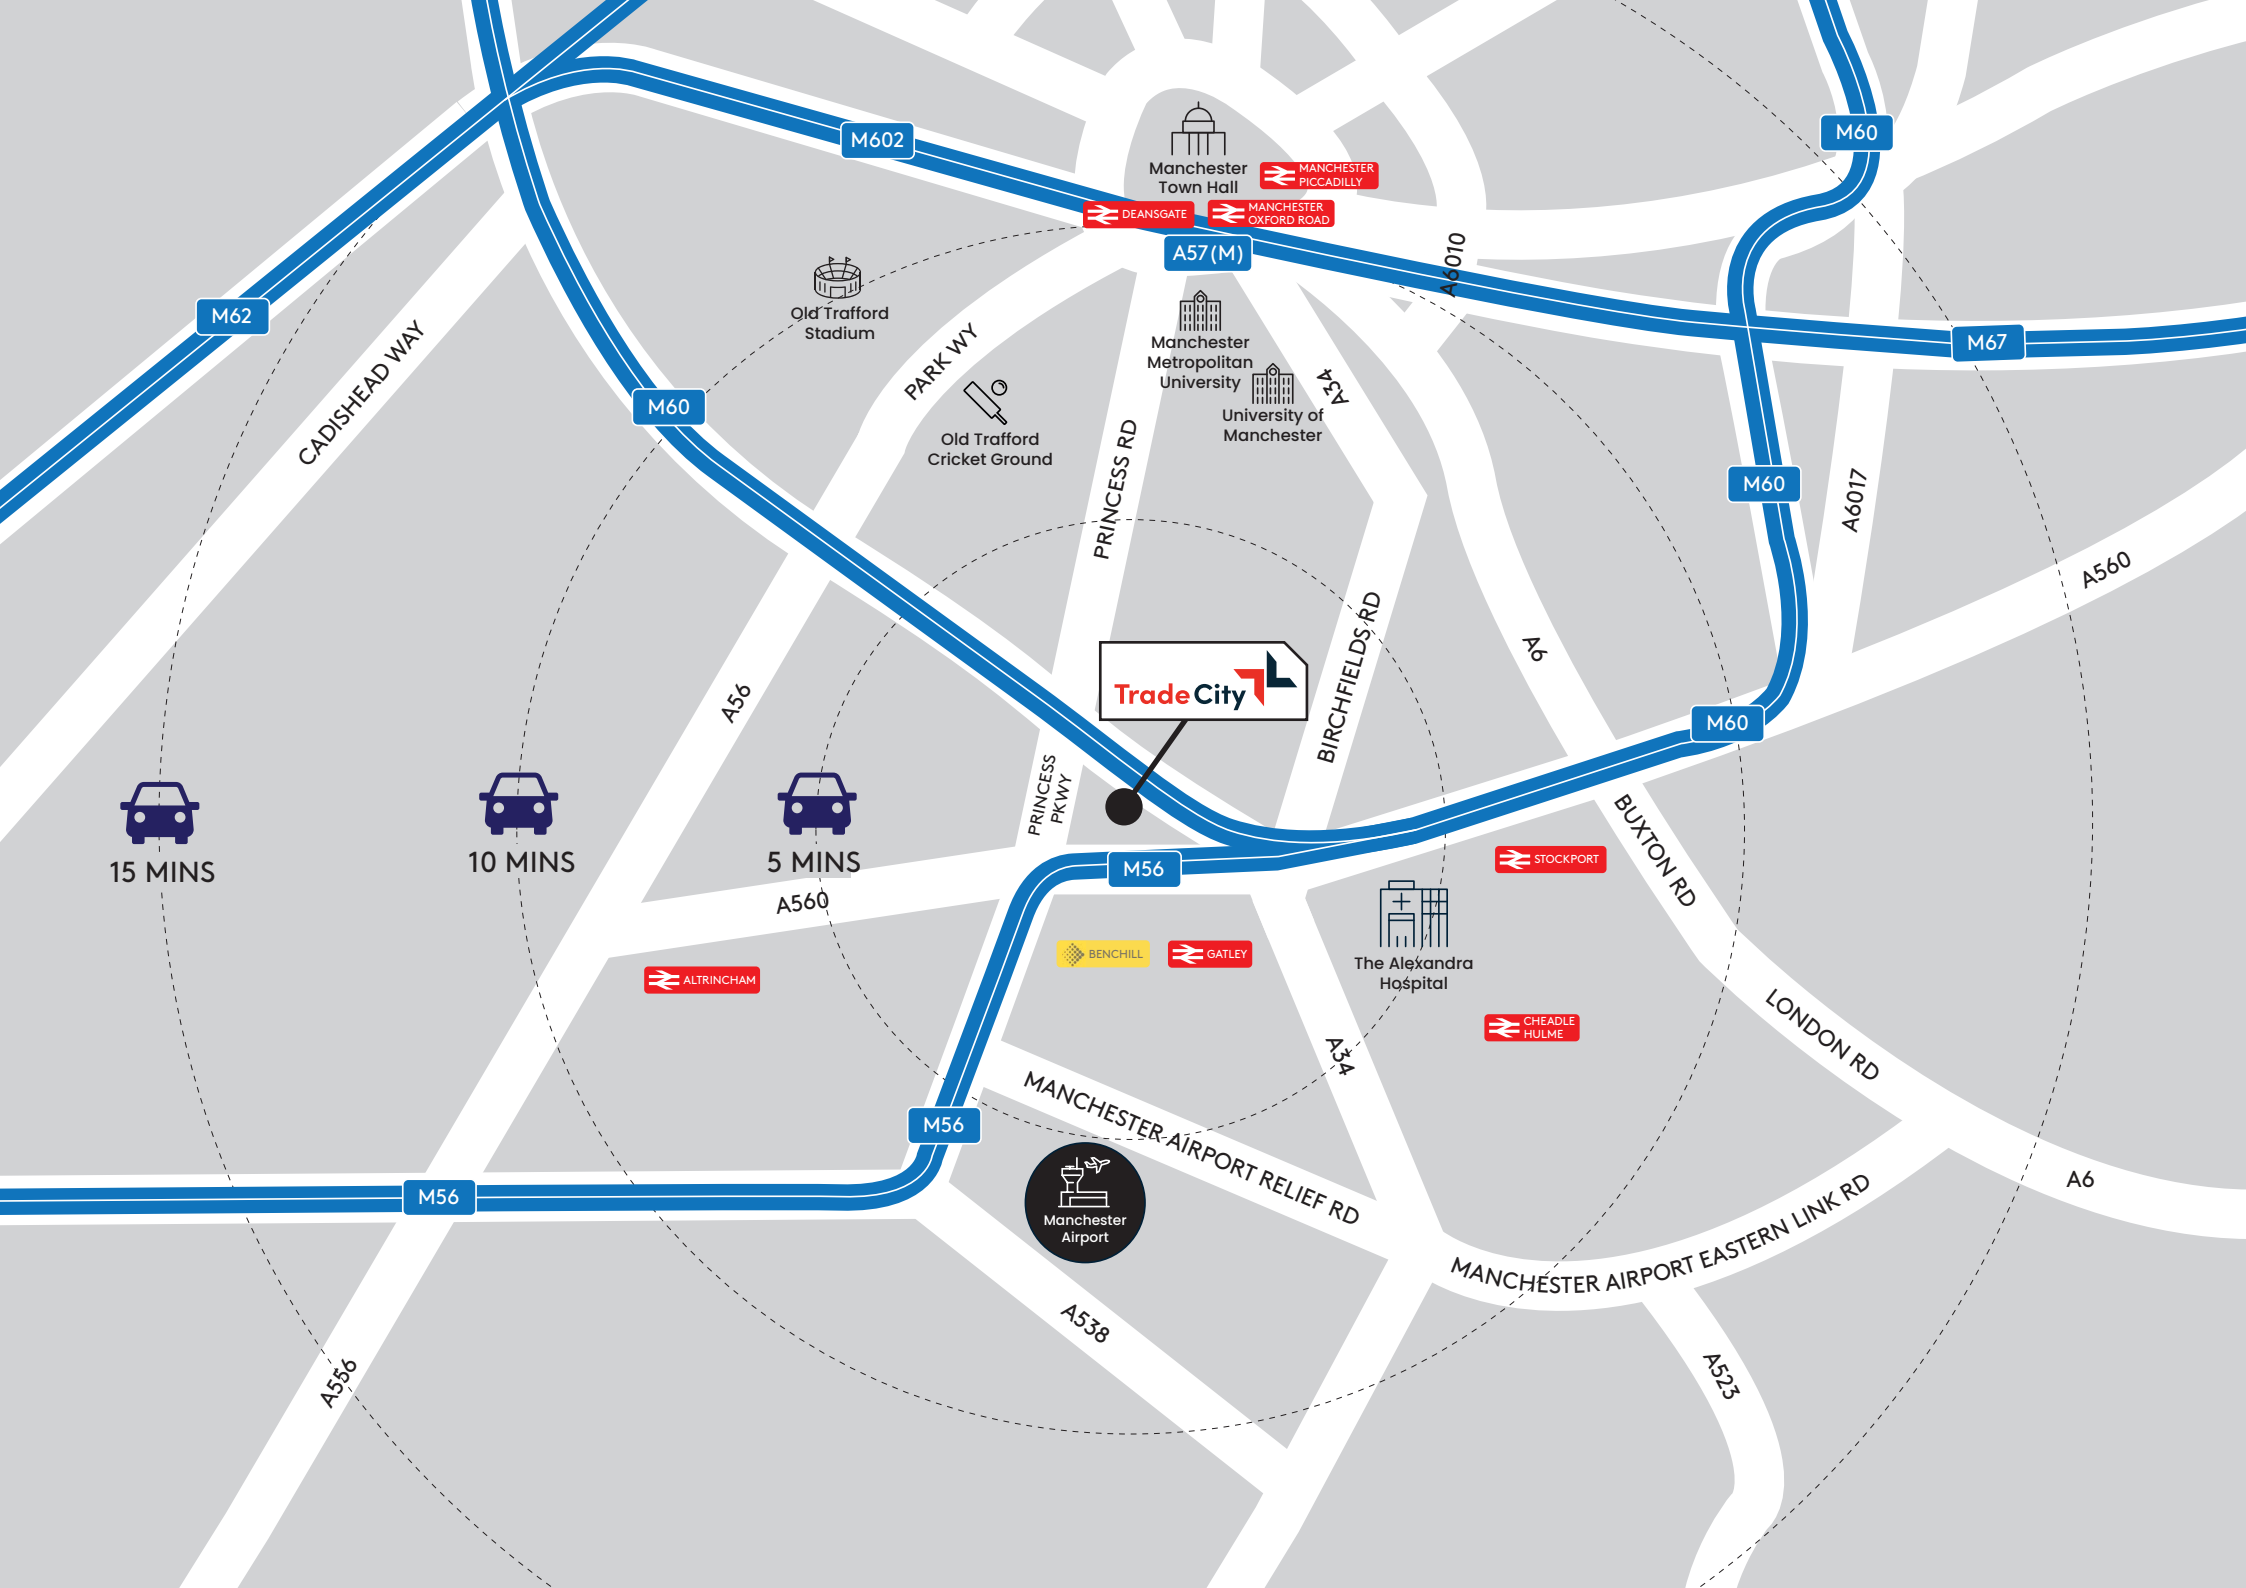 M602
M60
Manchester
Town Hall
MANCHESTER
PICCADILLY
DEANSGATE
MANCHESTER
OXFORD ROAD
A57(M)
A6010
M62
Old Trafford
Stadium
CADISHEAD WAY
PARK WY
Manchester
Metropolitan
University
M67
A34
M60
University of
Manchester
Old Trafford
Cricket Ground
PRINCESS RD
M60
A6017
A560
BIRCHFIELDS RD
A6
Trade City
A56
M60
PRINCESS
PKWY
15 MINS
10 MINS
5 MINS
M56
BUXTON RD
STOCKPORT
A560
BENCHILL
GATLEY
The Alexandra
Hospital
ALTRINCHAM
CHEADLE
HULME
LONDON RD
A34
MANCHESTER AIRPORT RELIEF RD
M56
M56
Manchester
Airport
A6
MANCHESTER AIRPORT EASTERN LINK RD
A538
A556
A523